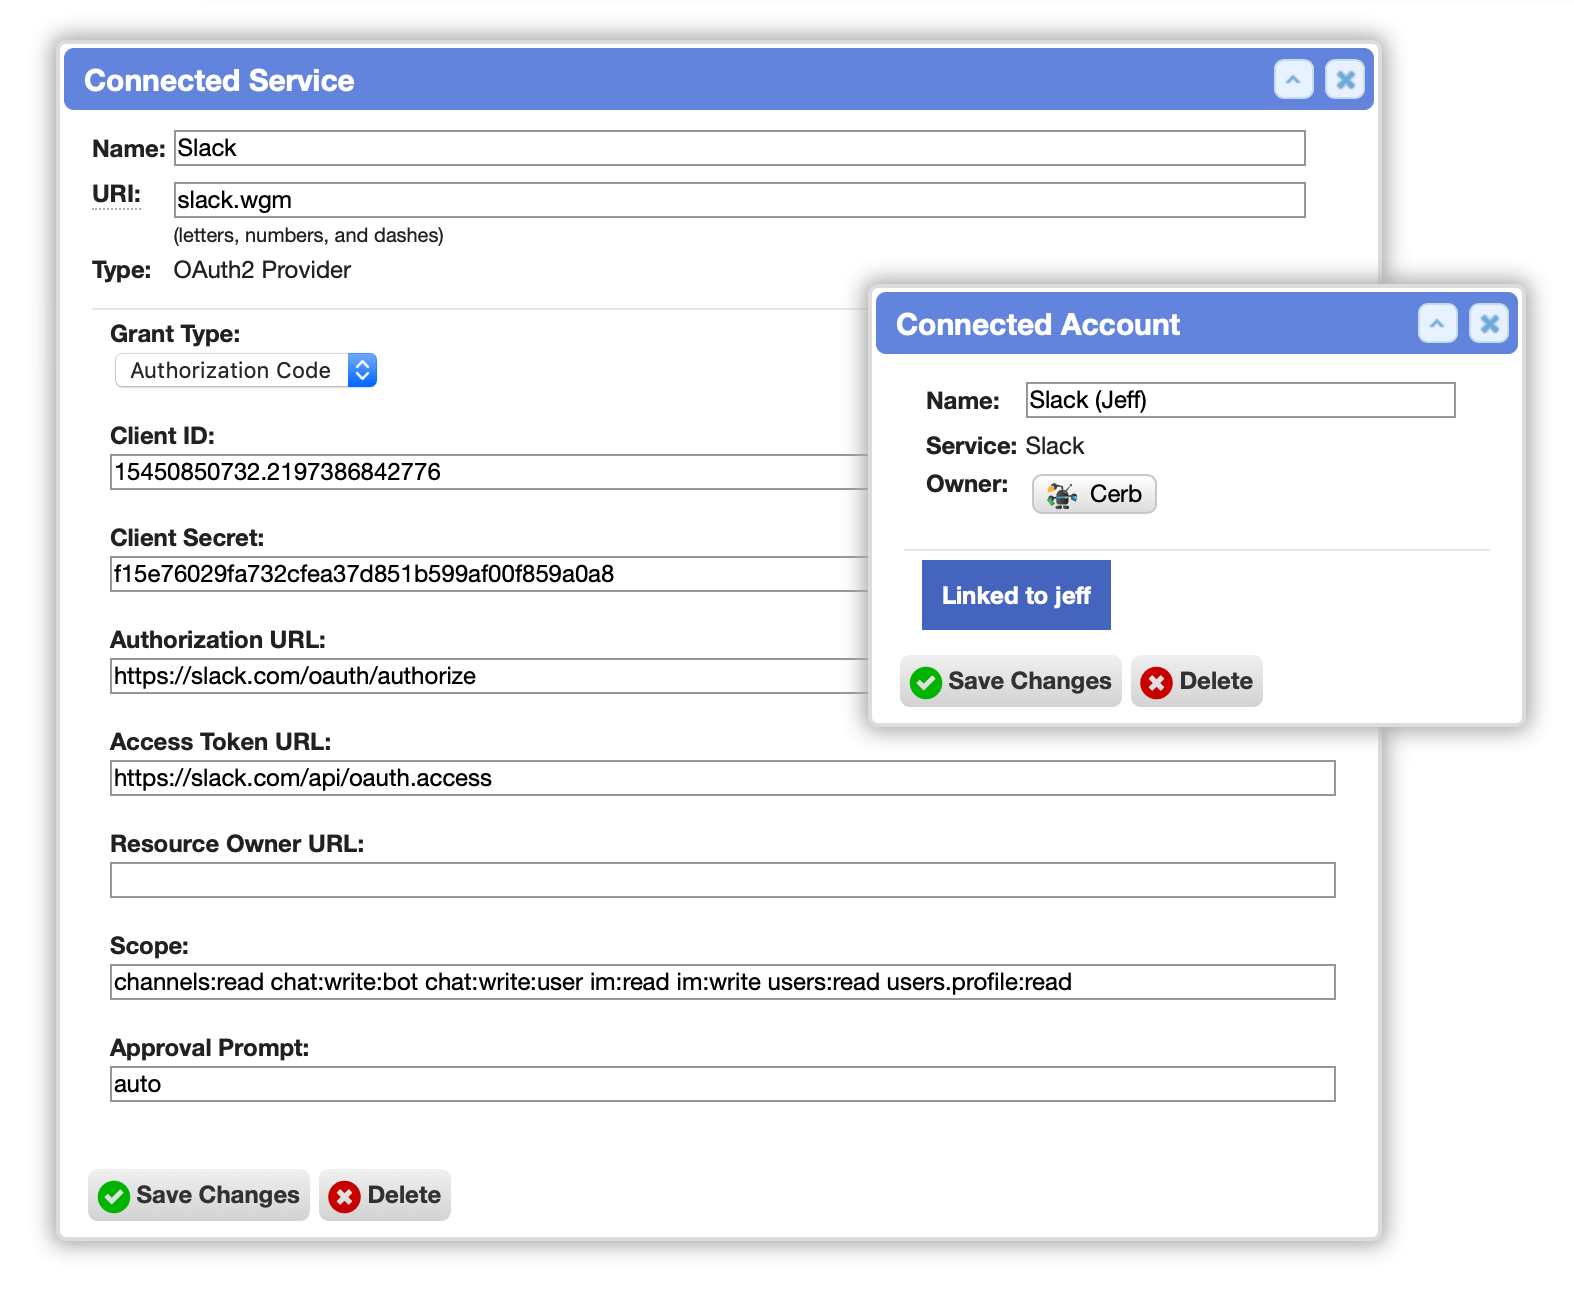 Connected Service
Name: Slack
URI: slack.wgm
(letters, numbers, and dashes)
Type: OAuth2 Provider
Grant Type:
Authorization Code
Client ID:
15450850732.2197386842776
Client Secret:
f15e76029fa732cfea37d851b599af00f859a0a8
Authorization URL:
https://slack.com/oauth/authorize
Access Token URL:
https://slack.com/api/oauth.access
Resource Owner URL:
Scope:
channels:read chat:write:bot chat:write:user im:read im:write users:read users.profile:read
Approval Prompt:
auto
Save Changes Delete
Connected Account
Name: Slack (Jeff)
Service: Slack
Owner: Cerb
Linked to jeff
Save Changes Delete